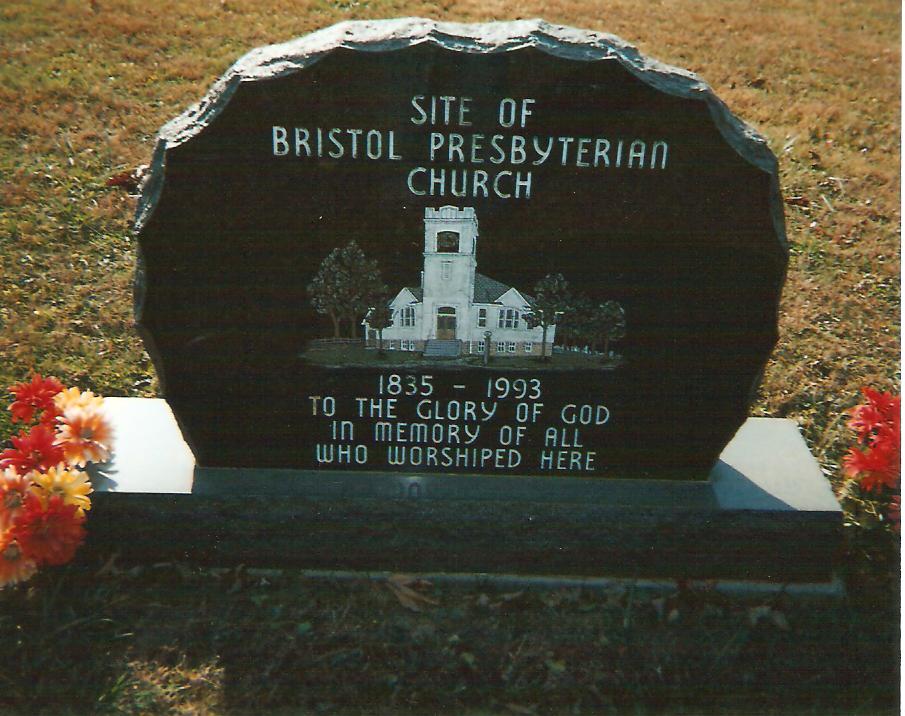 SITE OF
BRISTOL PRESBYTERIAN
CHURCH
1835 - 1993
TO THE GLORY OF GOD
IN MEMORY OF ALL
WHO WORSHIPED HERE